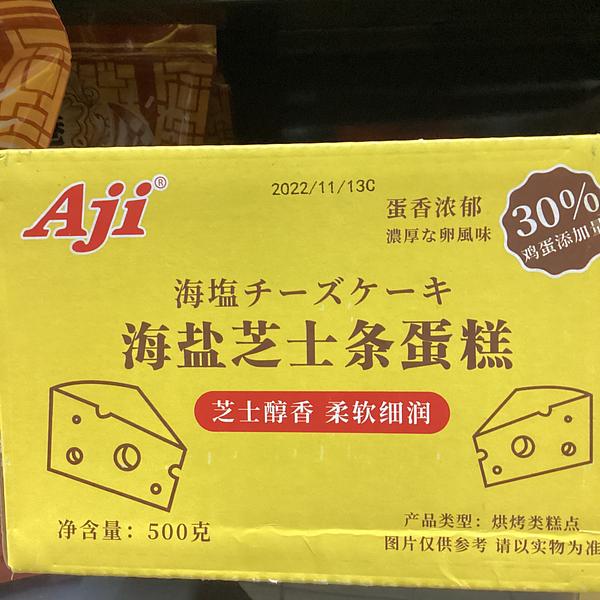 Aji®
2022/11/13C
蛋香浓郁
濃厚な卵風味
30%
鸡蛋添加量
海塩チーズケーキ
海盐芝士条蛋糕
芝士醇香 柔软细润
净含量：500克
产品类型：烘烤类糕点
图片仅供参考 请以实物为准